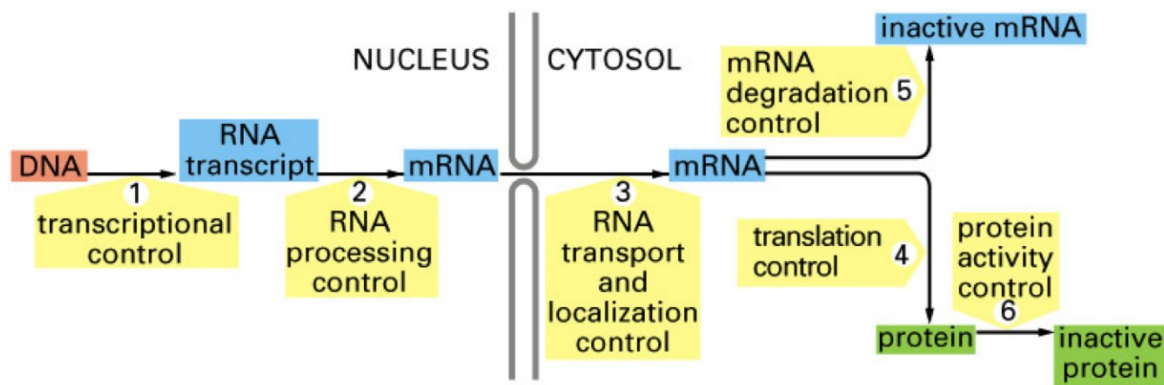 NUCLEUS
CYTOSOL
inactive mRNA
mRNA
degradation
control
5
DNA
RNA
transcript
mRNA
mRNA
1
transcriptional
control
2
RNA
processing
control
3
RNA
transport
and
localization
control
translation
control
4
protein
activity
control
6
protein
inactive
protein